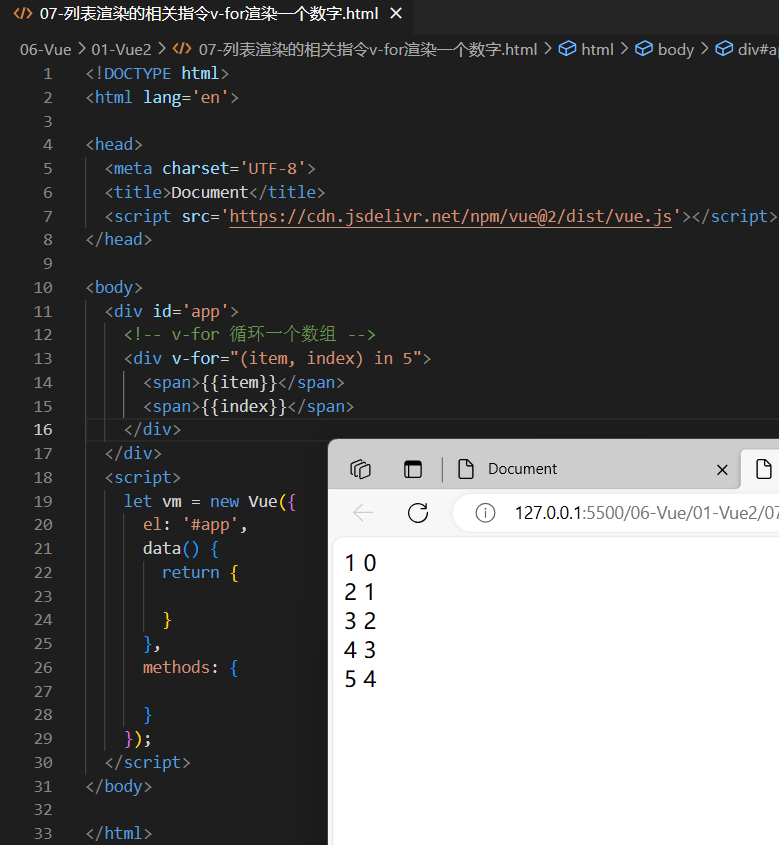 07-列表渲染的相关指令v-for渲染一个数字.html
06-Vue > 01-Vue2 > 07-列表渲染的相关指令v-for渲染一个数字.html > html > body > div#a
1 <!DOCTYPE html>
2 <html lang='en'>
3
4 <head>
5 <meta charset='UTF-8'>
6 <title>Document</title>
7 <script src='https://cdn.jsdelivr.net/npm/vue@2/dist/vue.js'></script>
8 </head>
9
10 <body>
11 <div id='app'>
12 <!-- v-for 循环一个数组 -->
13 <div v-for="(item, index) in 5">
14 <span>{{item}}</span>
15 <span>{{index}}</span>
16 </div>
17 </div>
18 <script>
19 let vm = new Vue({
20 el: '#app',
21 data() {
22 return {
23
24 }
25 },
26 methods: {
27
28 }
29 });
30 </script>
31 </body>
32
33 </html>
Document
127.0.0.1:5500/06-Vue/01-Vue2/07
1 0
2 1
3 2
4 3
5 4